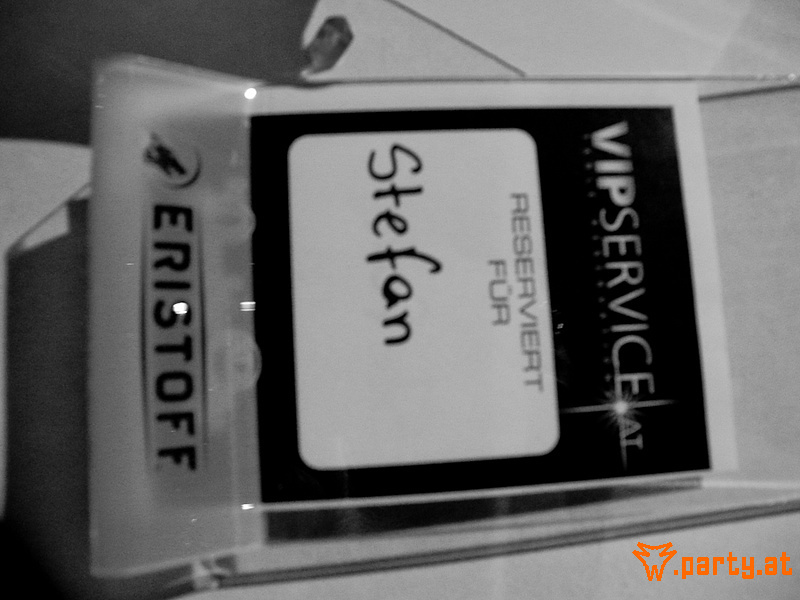 VIPSERVICE.AT
RESERVIERT
FÜR
Stefan
ERISTOFF
.party.at